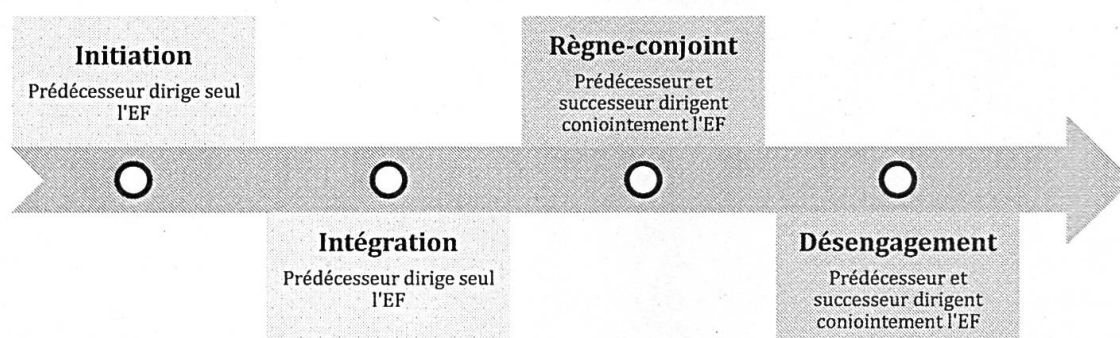 Initiation
Prédécesseur dirige seul
l'EF
Intégration
Prédécesseur dirige seul
l'EF
Règne-conjoint
Prédécesseur et
successeur dirigent
conjointement l'EF
Désengagement
Prédécesseur et
successeur dirigent
conjointement l'EF